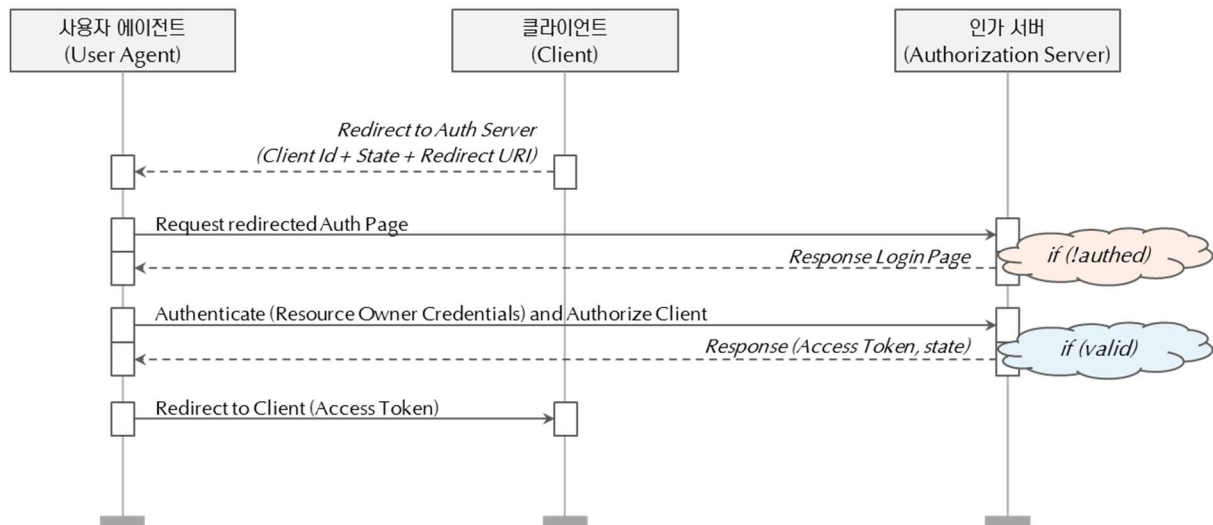 사용자 에이전트
(User Agent)
클라이언트
(Client)
인가 서버
(Authorization Server)
Redirect to Auth Server
(Client Id + State + Redirect URI)
Request redirected Auth Page
Response Login Page
if (!authed)
Authenticate (Resource Owner Credentials) and Authorize Client
Response (Access Token, state)
if (valid)
Redirect to Client (Access Token)